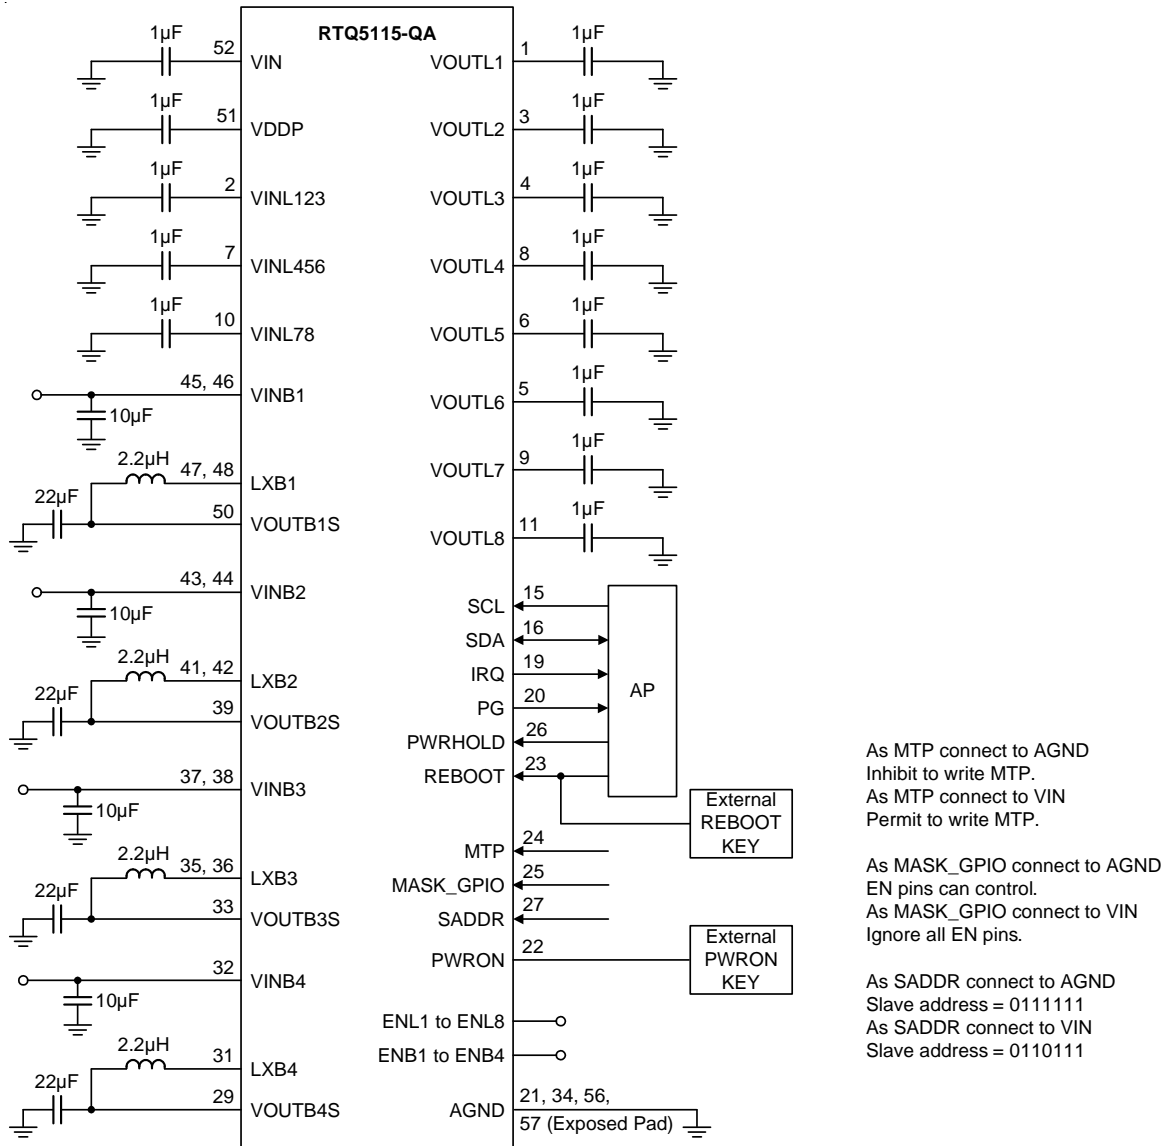 RTQ5115-QA
1µF
52
VIN
1µF
51
VDDP
1µF
2
VINL123
1µF
7
VINL456
1µF
10
VINL78
45, 46
VINB1
10µF
2.2µH
47, 48
LXB1
22µF
50
VOUTB1S
43, 44
VINB2
10µF
2.2µH
41, 42
LXB2
22µF
39
VOUTB2S
37, 38
VINB3
10µF
2.2µH
35, 36
LXB3
22µF
33
VOUTB3S
32
VINB4
10µF
2.2µH
31
LXB4
22µF
29
VOUTB4S
VOUTL1
1
1µF
VOUTL2
3
1µF
VOUTL3
4
1µF
VOUTL4
8
1µF
VOUTL5
6
1µF
VOUTL6
5
1µF
VOUTL7
9
1µF
VOUTL8
11
1µF
SCL
15
SDA
16
IRQ
19
PG
20
PWRHOLD
26
REBOOT
23
AP
External
REBOOT
KEY
MTP
24
MASK_GPIO
25
SADDR
27
PWRON
22
External
PWRON
KEY
ENL1 to ENL8
ENB1 to ENB4
AGND
21, 34, 56,
57 (Exposed Pad)
As MTP connect to AGND
Inhibit to write MTP.
As MTP connect to VIN
Permit to write MTP.
As MASK_GPIO connect to AGND
EN pins can control.
As MASK_GPIO connect to VIN
Ignore all EN pins.
As SADDR connect to AGND
Slave address = 0111111
As SADDR connect to VIN
Slave address = 0110111